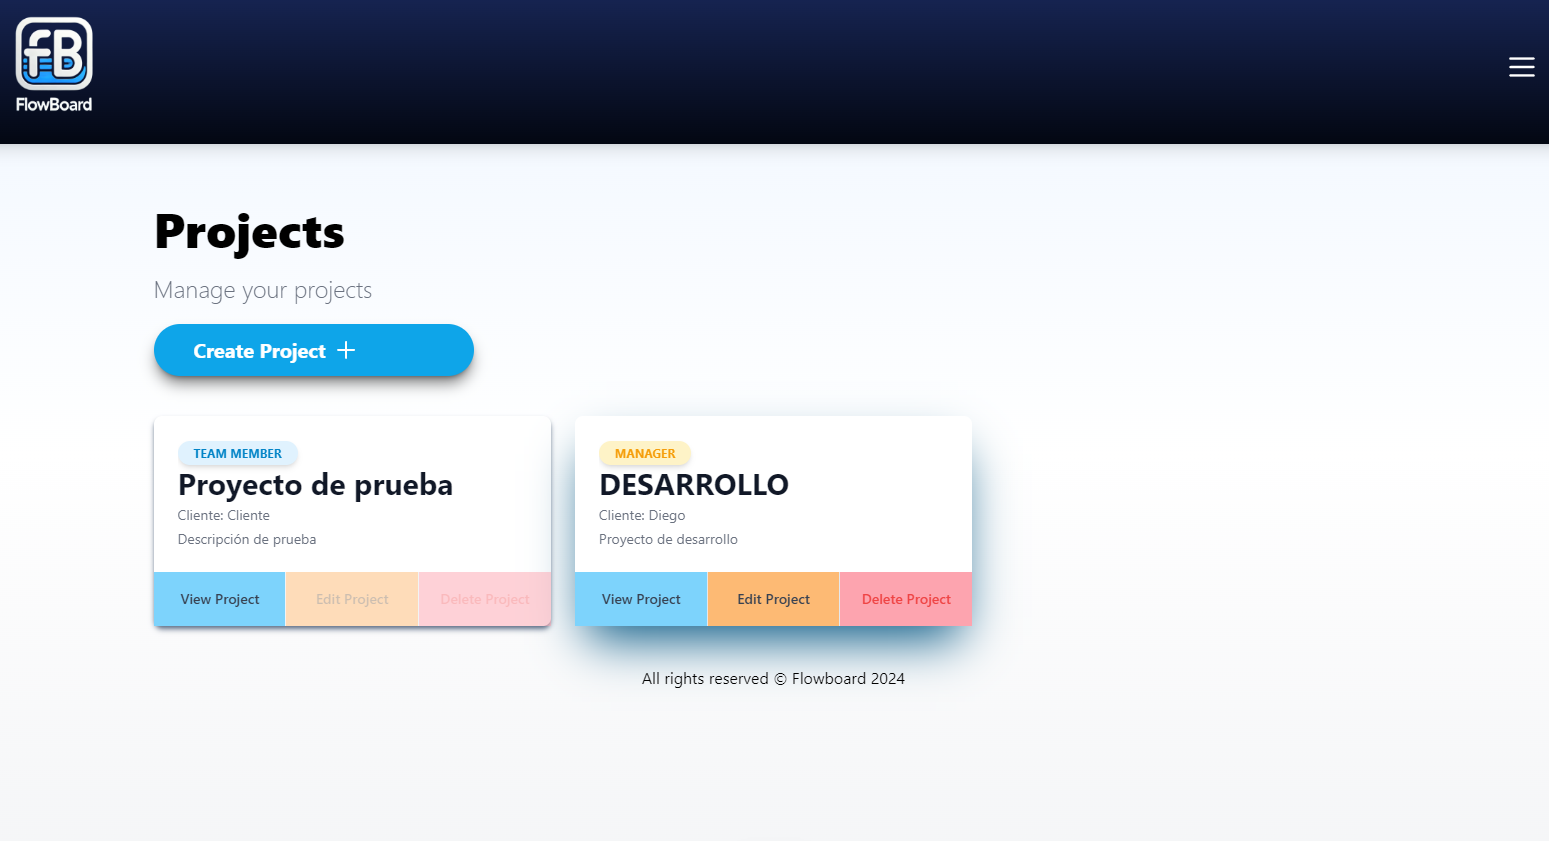 FB
FlowBoard
Projects
Manage your projects
Create Project
TEAM MEMBER
Proyecto de prueba
Cliente: Cliente
Descripción de prueba
View Project
Edit Project
Delete Project
MANAGER
DESARROLLO
Cliente: Diego
Proyecto de desarrollo
View Project
Edit Project
Delete Project
All rights reserved © Flowboard 2024